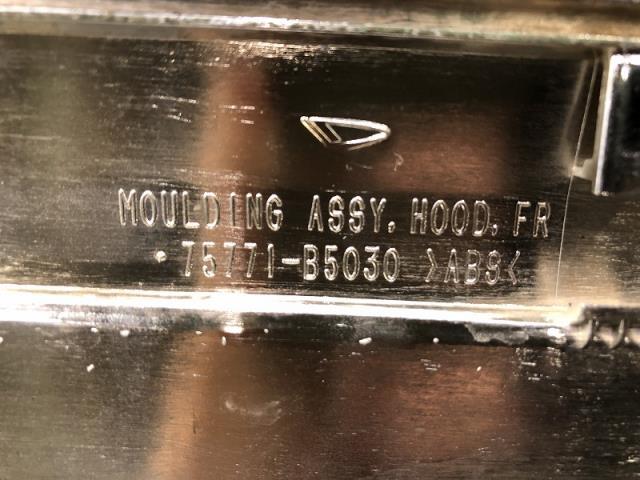 MOULDING ASSY, HOOD, FR
75771-B5030 >ABS<